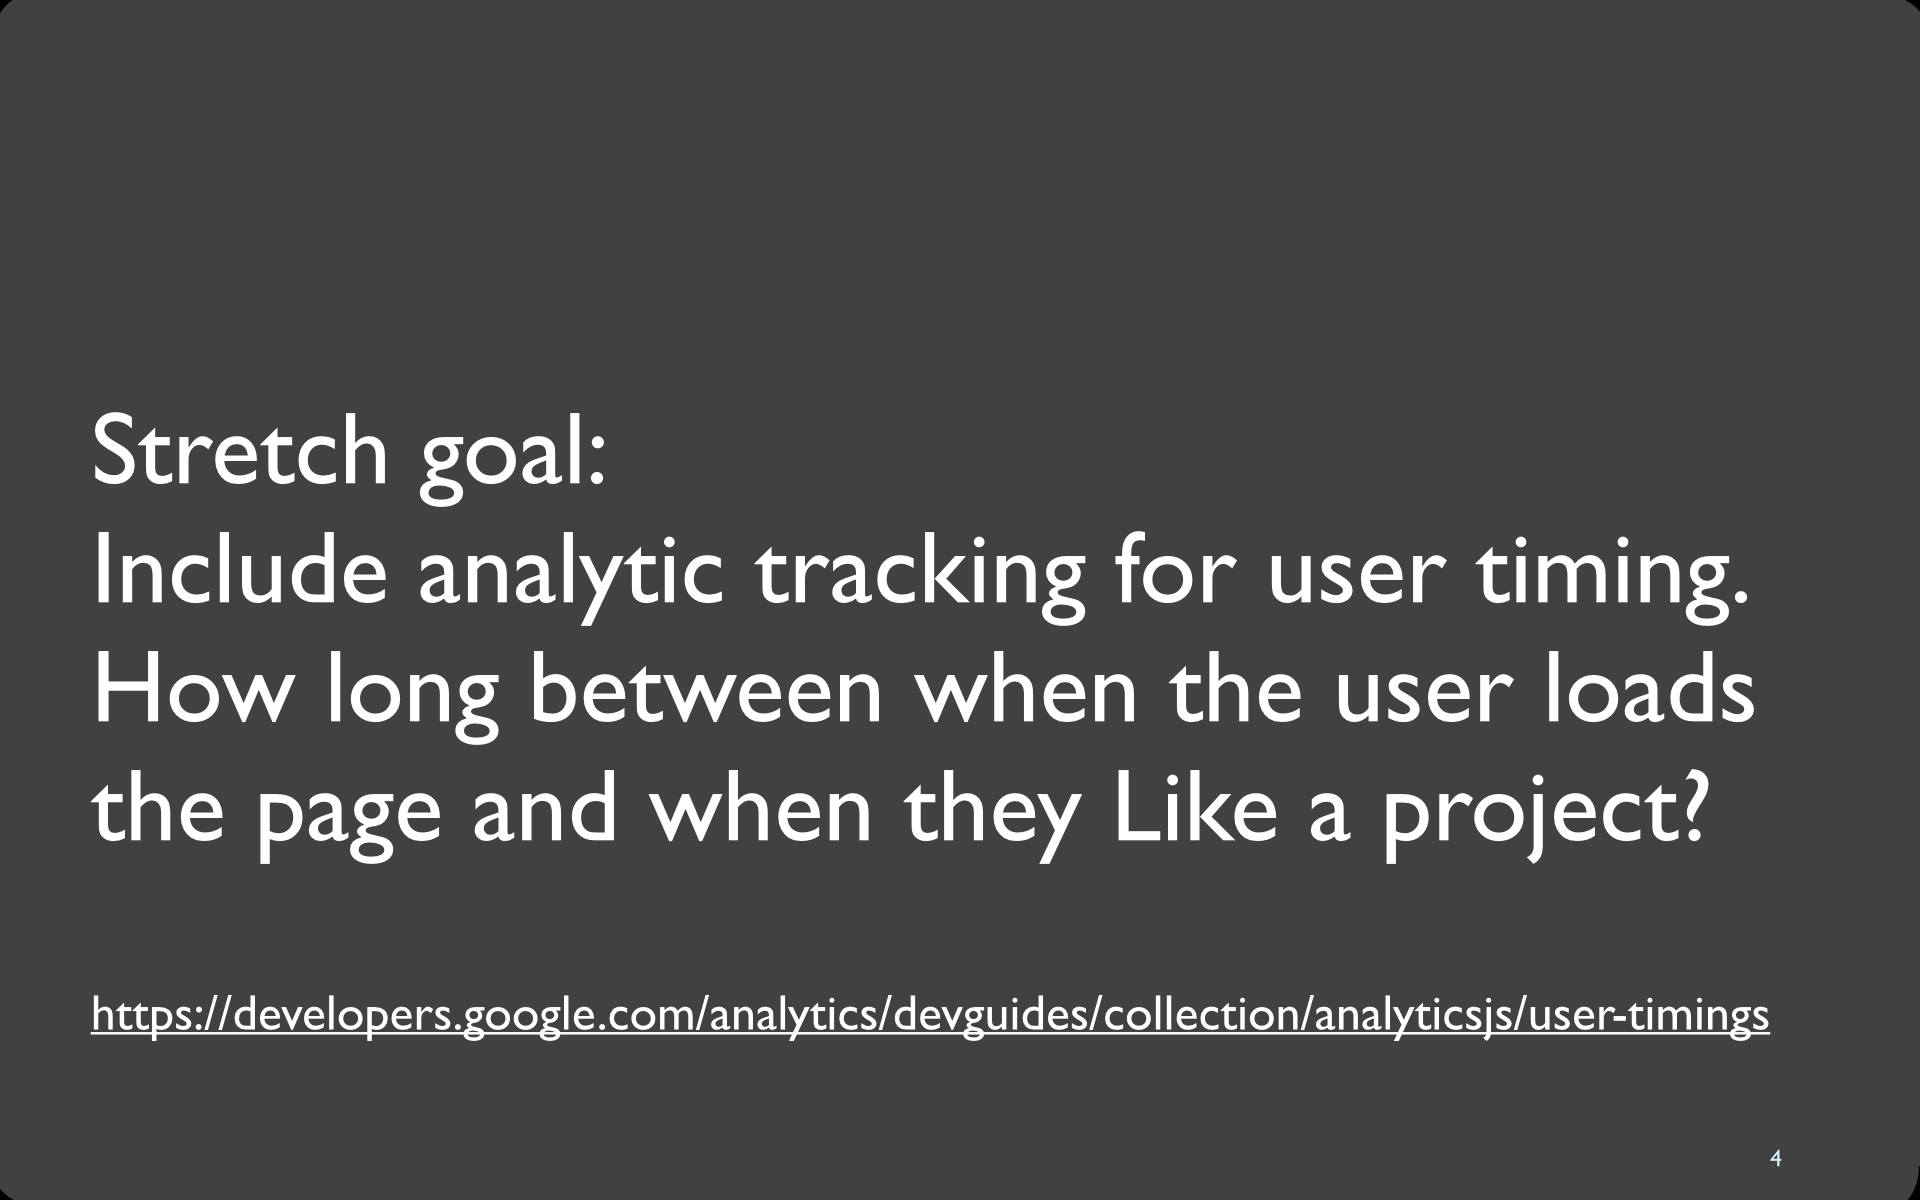 Stretch goal:
Include analytic tracking for user timing.
How long between when the user loads
the page and when they Like a project?
https://developers.google.com/analytics/devguides/collection/analyticsjs/user-timings
4